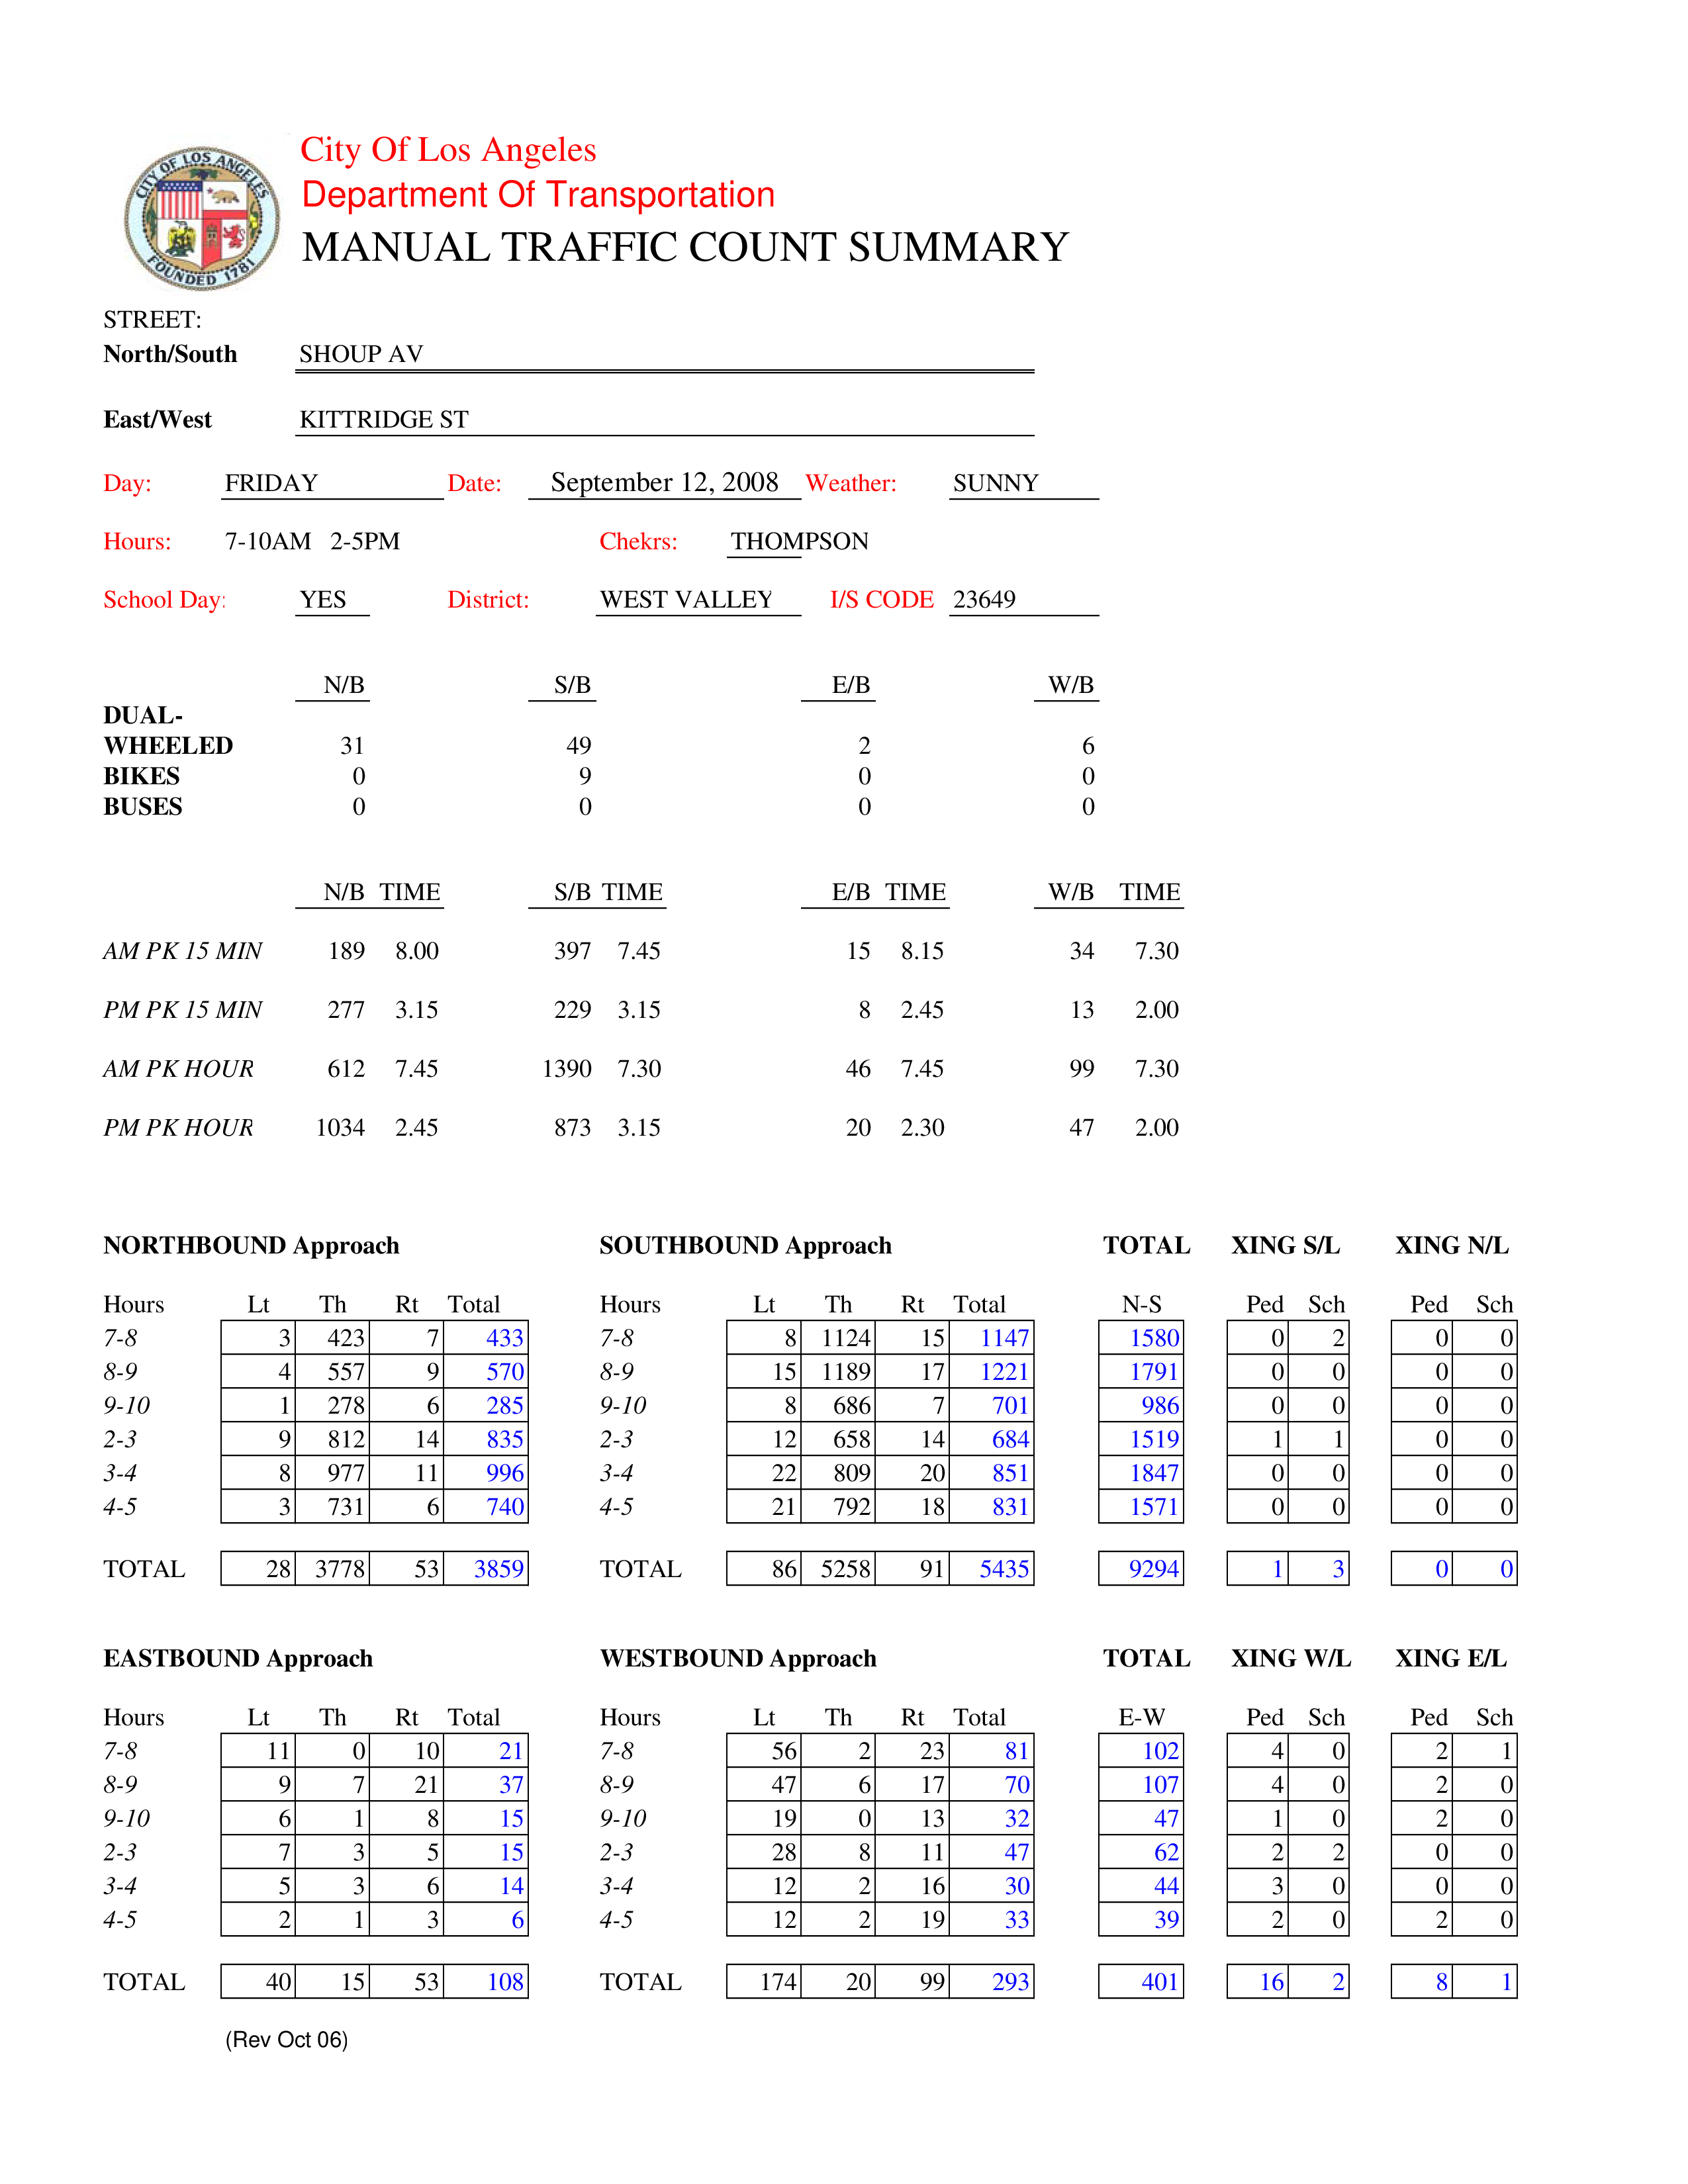 CITY OF LOS ANGELES
FOUNDED 1781
City Of Los Angeles
Department Of Transportation
MANUAL TRAFFIC COUNT SUMMARY
STREET:
North/South SHOUP AV
East/West KITTRIDGE ST
Day: FRIDAY Date: September 12, 2008 Weather: SUNNY
Hours: 7-10AM 2-5PM Chekrs: THOMPSON
School Day: YES District: WEST VALLEY I/S CODE 23649
N/B S/B E/B W/B
DUAL-
WHEELED 31 49 2 6
BIKES 0 9 0 0
BUSES 0 0 0 0
N/B TIME S/B TIME E/B TIME W/B TIME
AM PK 15 MIN 189 8.00 397 7.45 15 8.15 34 7.30
PM PK 15 MIN 277 3.15 229 3.15 8 2.45 13 2.00
AM PK HOUR 612 7.45 1390 7.30 46 7.45 99 7.30
PM PK HOUR 1034 2.45 873 3.15 20 2.30 47 2.00
NORTHBOUND Approach SOUTHBOUND Approach TOTAL XING S/L XING N/L
Hours Lt Th Rt Total Hours Lt Th Rt Total N-S Ped Sch Ped Sch
7-8 3 423 7 433 7-8 8 1124 15 1147 1580 0 2 0 0
8-9 4 557 9 570 8-9 15 1189 17 1221 1791 0 0 0 0
9-10 1 278 6 285 9-10 8 686 7 701 986 0 0 0 0
2-3 9 812 14 835 2-3 12 658 14 684 1519 1 1 0 0
3-4 8 977 11 996 3-4 22 809 20 851 1847 0 0 0 0
4-5 3 731 6 740 4-5 21 792 18 831 1571 0 0 0 0
TOTAL 28 3778 53 3859 TOTAL 86 5258 91 5435 9294 1 3 0 0
EASTBOUND Approach WESTBOUND Approach TOTAL XING W/L XING E/L
Hours Lt Th Rt Total Hours Lt Th Rt Total E-W Ped Sch Ped Sch
7-8 11 0 10 21 7-8 56 2 23 81 102 4 0 2 1
8-9 9 7 21 37 8-9 47 6 17 70 107 4 0 2 0
9-10 6 1 8 15 9-10 19 0 13 32 47 1 0 2 0
2-3 7 3 5 15 2-3 28 8 11 47 62 2 2 0 0
3-4 5 3 6 14 3-4 12 2 16 30 44 3 0 0 0
4-5 2 1 3 6 4-5 12 2 19 33 39 2 0 2 0
TOTAL 40 15 53 108 TOTAL 174 20 99 293 401 16 2 8 1
(Rev Oct 06)